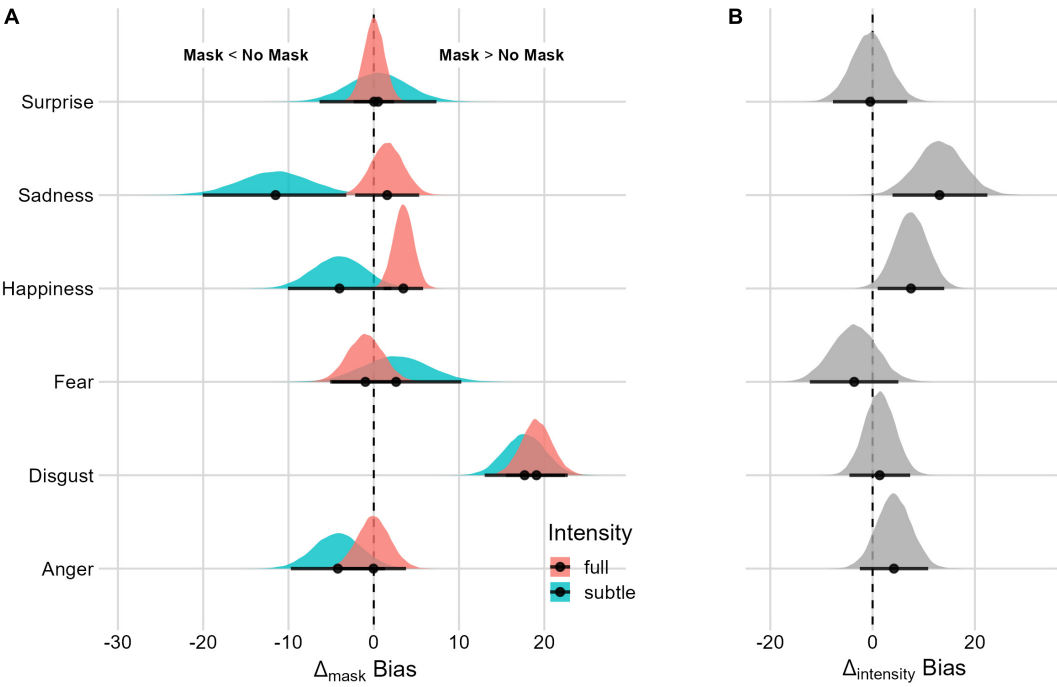 A
B
Mask < No Mask
Mask > No Mask
Surprise
Sadness
Happiness
Fear
Disgust
Anger
Intensity
full
subtle
-30 -20 -10 0 10 20
-20 0 20
Δmask Bias
Δintensity Bias